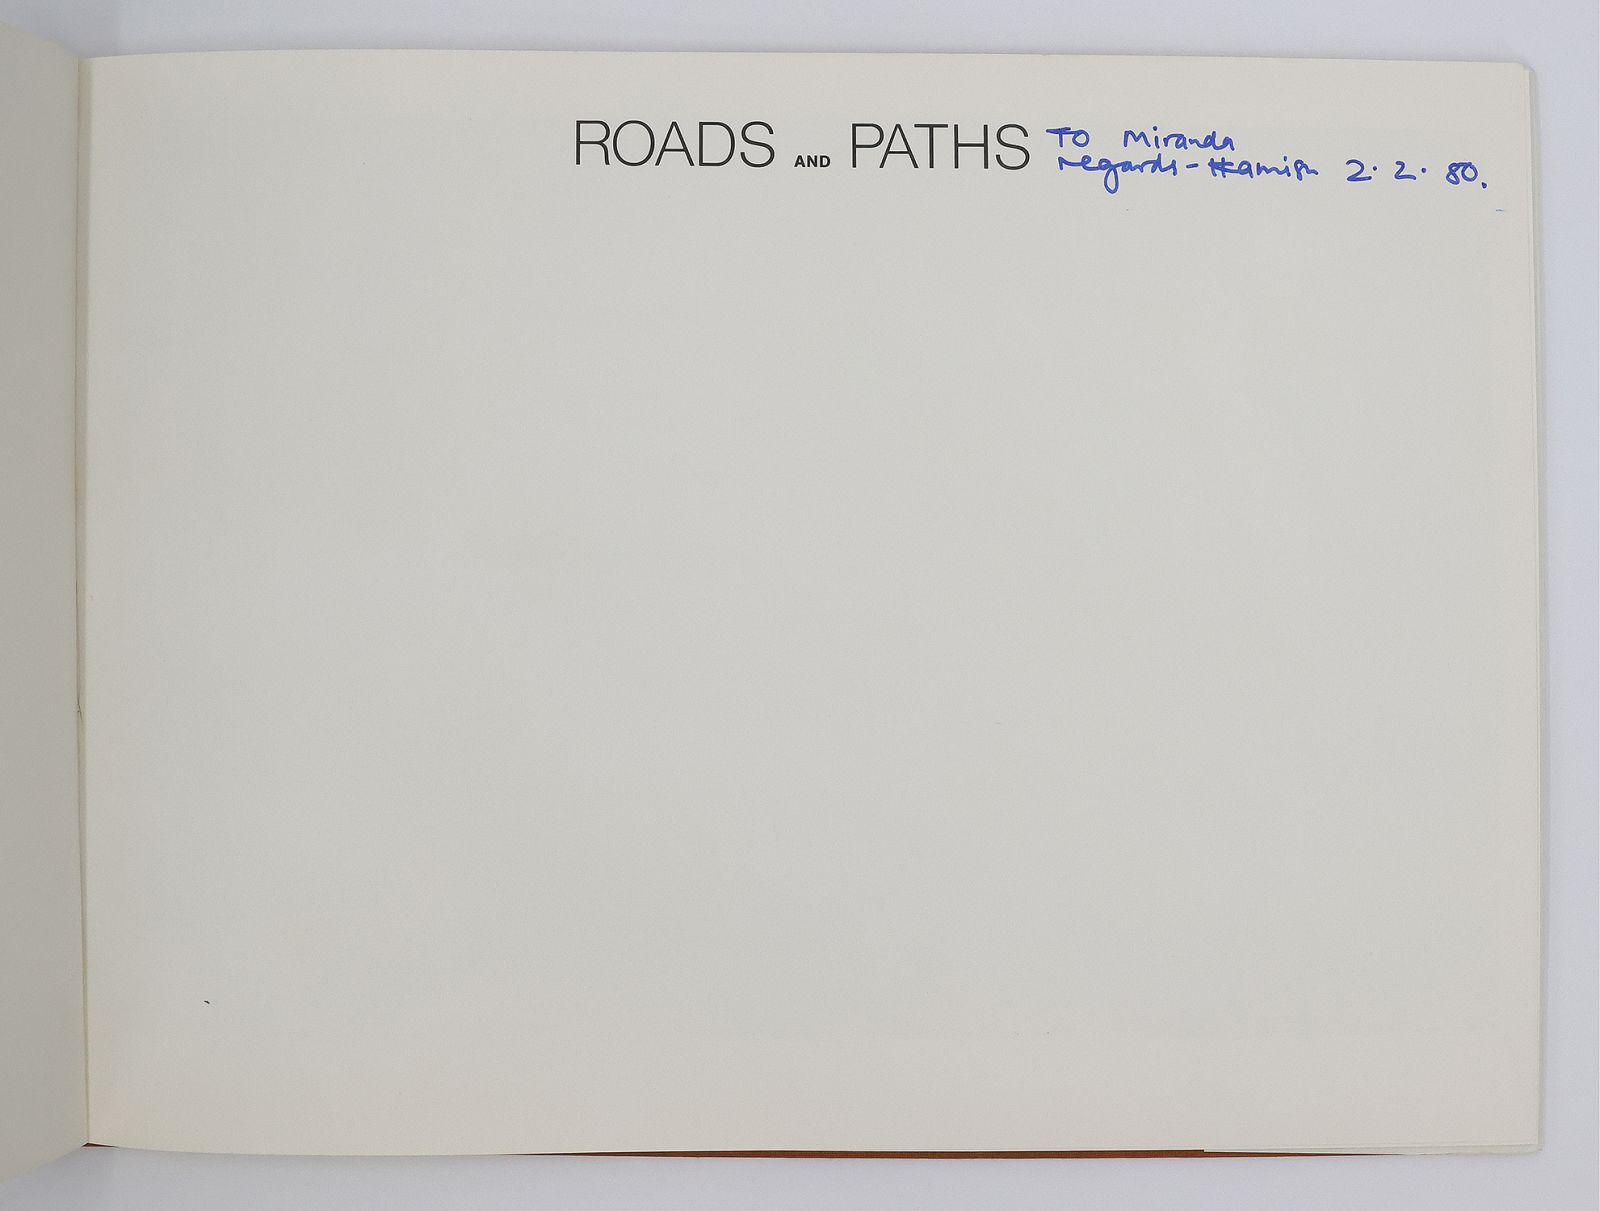 ROADS AND PATHS
To Miranda
regards - Hamish 2. 2. 80.